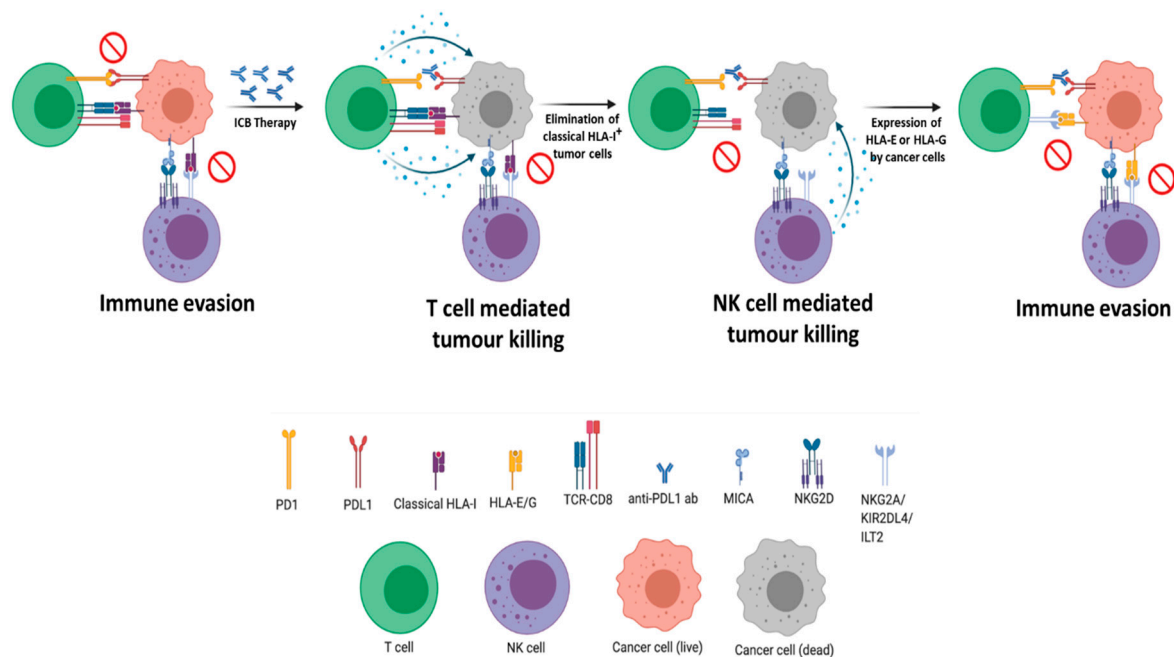 ICB Therapy
Elimination of
classical HLA-I⁺
tumor cells
Expression of
HLA-E or HLA-G
by cancer cells
Immune evasion
T cell mediated
tumour killing
NK cell mediated
tumour killing
Immune evasion
PD1
PDL1
Classical HLA-I
HLA-E/G
TCR-CD8
anti-PDL1 ab
MICA
NKG2D
NKG2A/
KIR2DL4/
ILT2
T cell
NK cell
Cancer cell (live)
Cancer cell (dead)